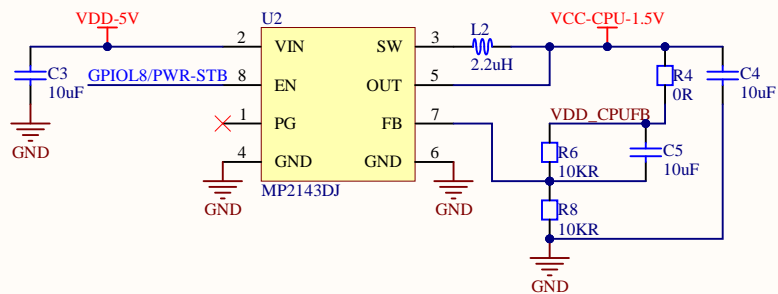 VDD-5V
U2
L2
VCC-CPU-1.5V
2
VIN
SW
3
2.2uH
C3
10uF
GPIOL8/PWR-STB
8
EN
OUT
5
R4
0R
C4
10uF
1
PG
FB
7
VDD_CPUFB
4
GND
GND
6
R6
10KR
C5
10uF
GND
MP2143DJ
GND
GND
R8
10KR
GND